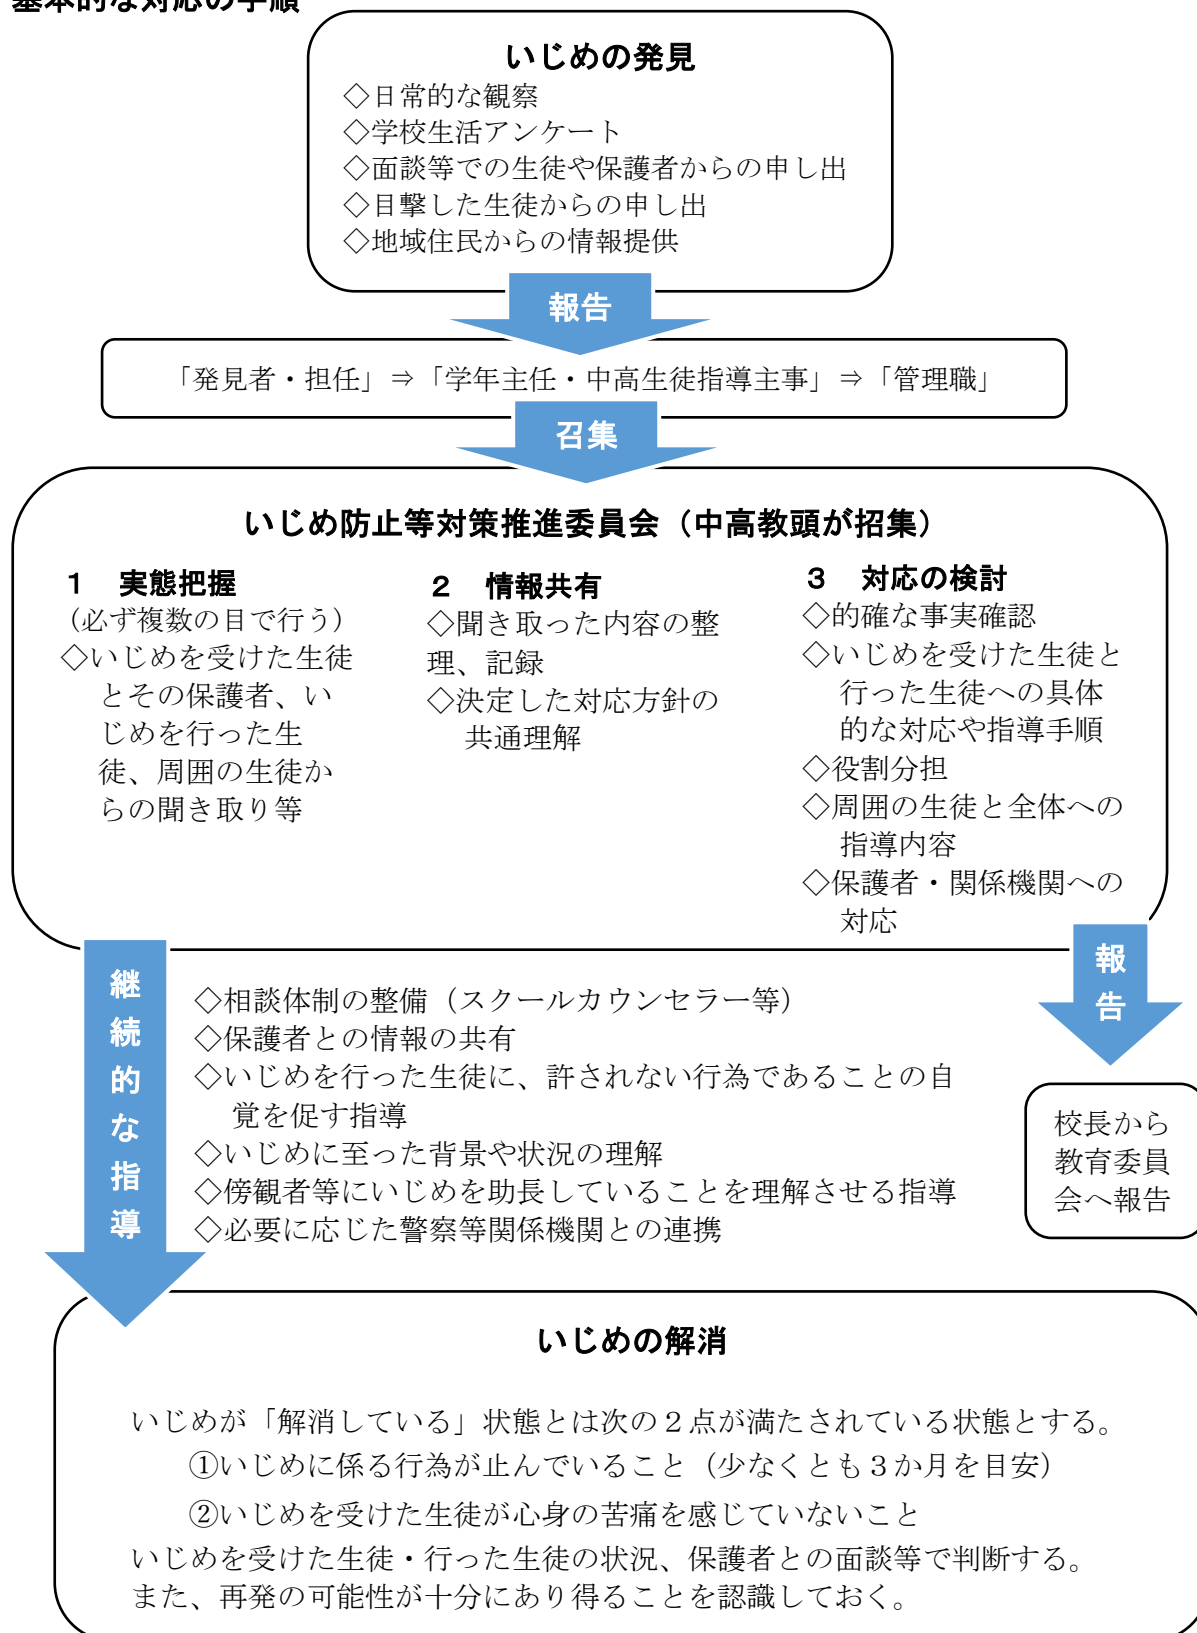 基本的な対応の手順
いじめの発見
◇日常的な観察
◇学校生活アンケート
◇面談等での生徒や保護者からの申し出
◇目撃した生徒からの申し出
◇地域住民からの情報提供
報告
「発見者・担任」⇒「学年主任・中高生徒指導主事」⇒「管理職」
召集
いじめ防止等対策推進委員会（中高教頭が招集）
１　実態把握
（必ず複数の目で行う）
◇いじめを受けた生徒
とその保護者、い
じめを行った生
徒、周囲の生徒か
らの聞き取り等
２　情報共有
◇聞き取った内容の整
理、記録
◇決定した対応方針の
共通理解
３　対応の検討
◇的確な事実確認
◇いじめを受けた生徒と
行った生徒への具体
的な対応や指導手順
◇役割分担
◇周囲の生徒と全体への
指導内容
◇保護者・関係機関への
対応
継続的な指導
◇相談体制の整備（スクールカウンセラー等）
◇保護者との情報の共有
◇いじめを行った生徒に、許されない行為であることの自
覚を促す指導
◇いじめに至った背景や状況の理解
◇傍観者等にいじめを助長していることを理解させる指導
◇必要に応じた警察等関係機関との連携
報告
校長から
教育委員
会へ報告
いじめの解消
いじめが「解消している」状態とは次の２点が満たされている状態とする。
①いじめに係る行為が止んでいること（少なくとも３か月を目安）
②いじめを受けた生徒が心身の苦痛を感じていないこと
いじめを受けた生徒・行った生徒の状況、保護者との面談等で判断する。
また、再発の可能性が十分にあり得ることを認識しておく。